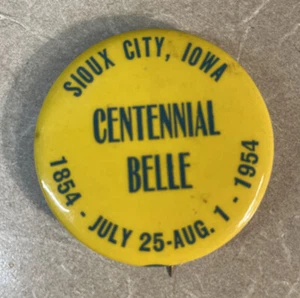 SIOUX CITY, IOWA
CENTENNIAL
BELLE
1854 - JULY 25-AUG. 1 - 1954